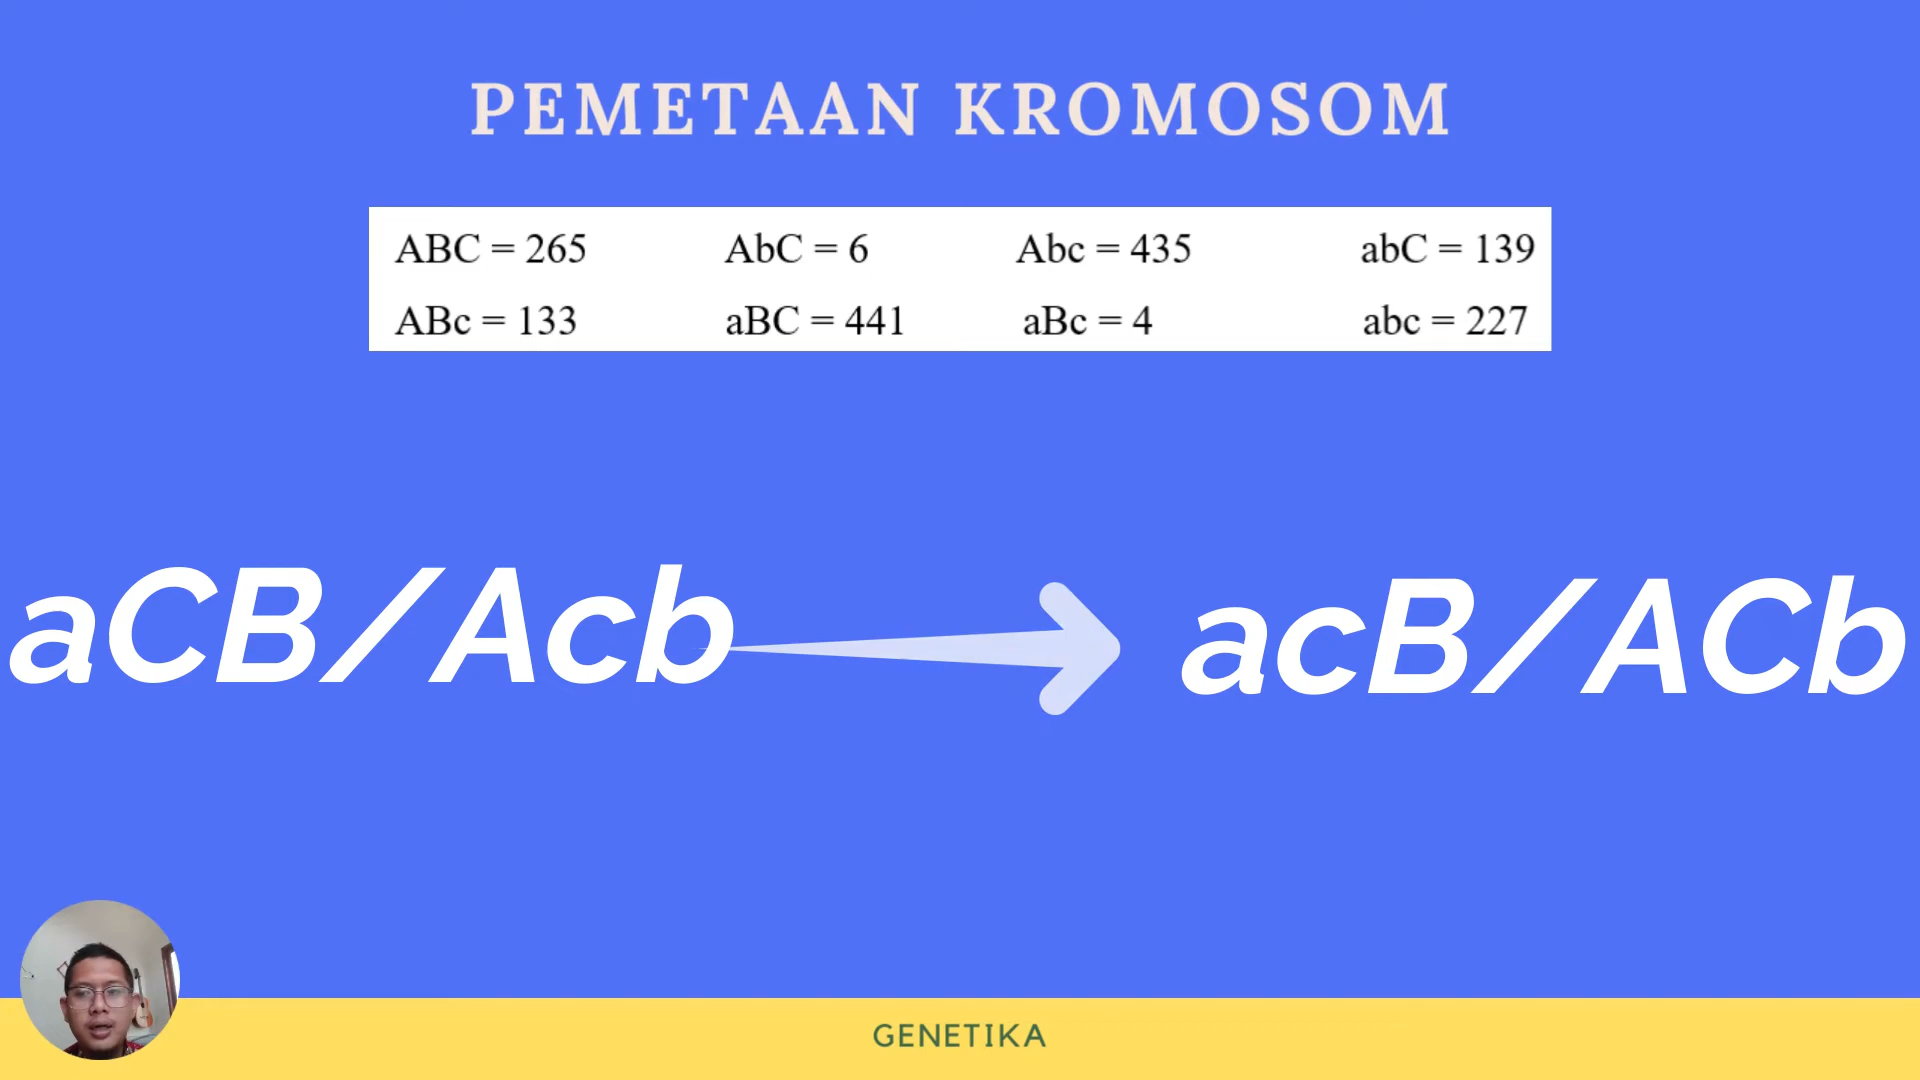 PEMETAAN KROMOSOM
ABC = 265 AbC = 6 Abc = 435 abC = 139
ABc = 133 aBC = 441 aBc = 4 abc = 227
aCB/Acb acB/ACb
GENETIKA